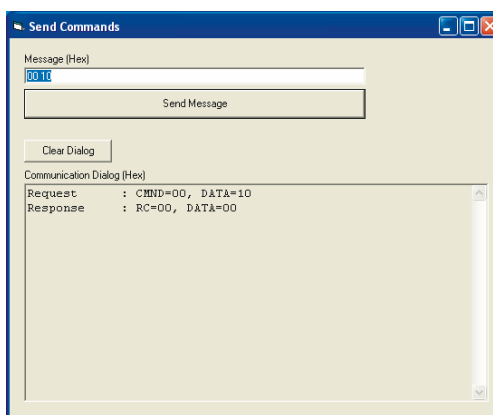 Send Commands
Message (Hex)
00 10
Send Message
Clear Dialog
Communication Dialog (Hex)
Request : CMND=00, DATA=10
Response : RC=00, DATA=00